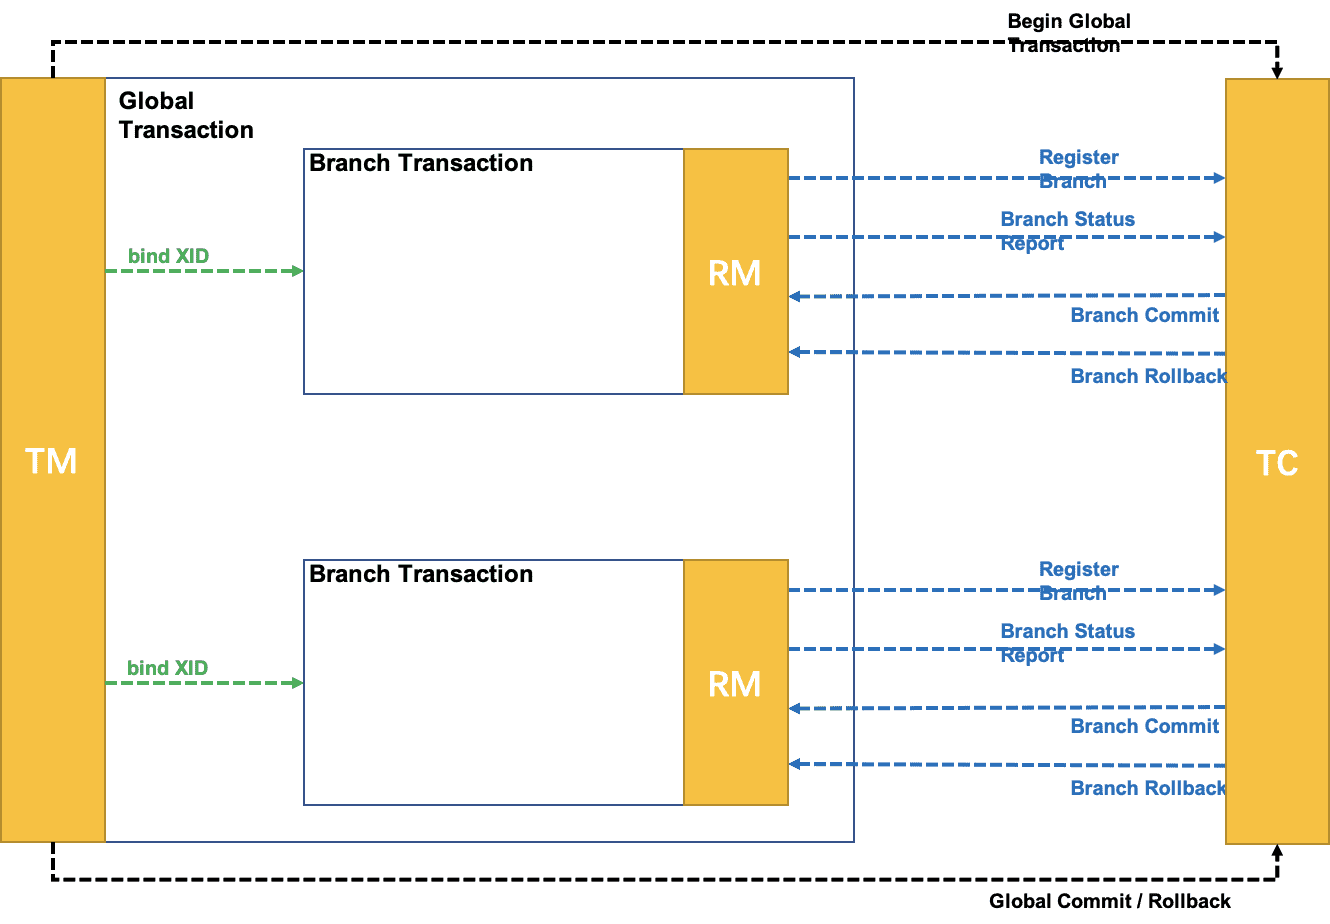 Begin Global
Transaction
Global
Transaction
Branch Transaction
Register
Branch
Branch Status
Report
bind XID
RM
Branch Commit
Branch Rollback
TM
TC
Branch Transaction
Register
Branch
Branch Status
Report
bind XID
RM
Branch Commit
Branch Rollback
Global Commit / Rollback